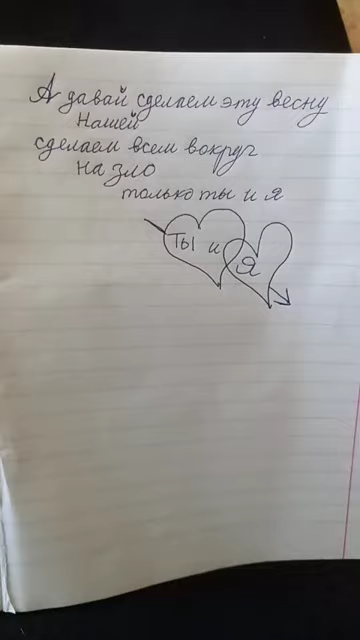 А давай сделаем эту весну
Нашей
сделаем всем вокруг
на зло
только ты и я
Ты и Я